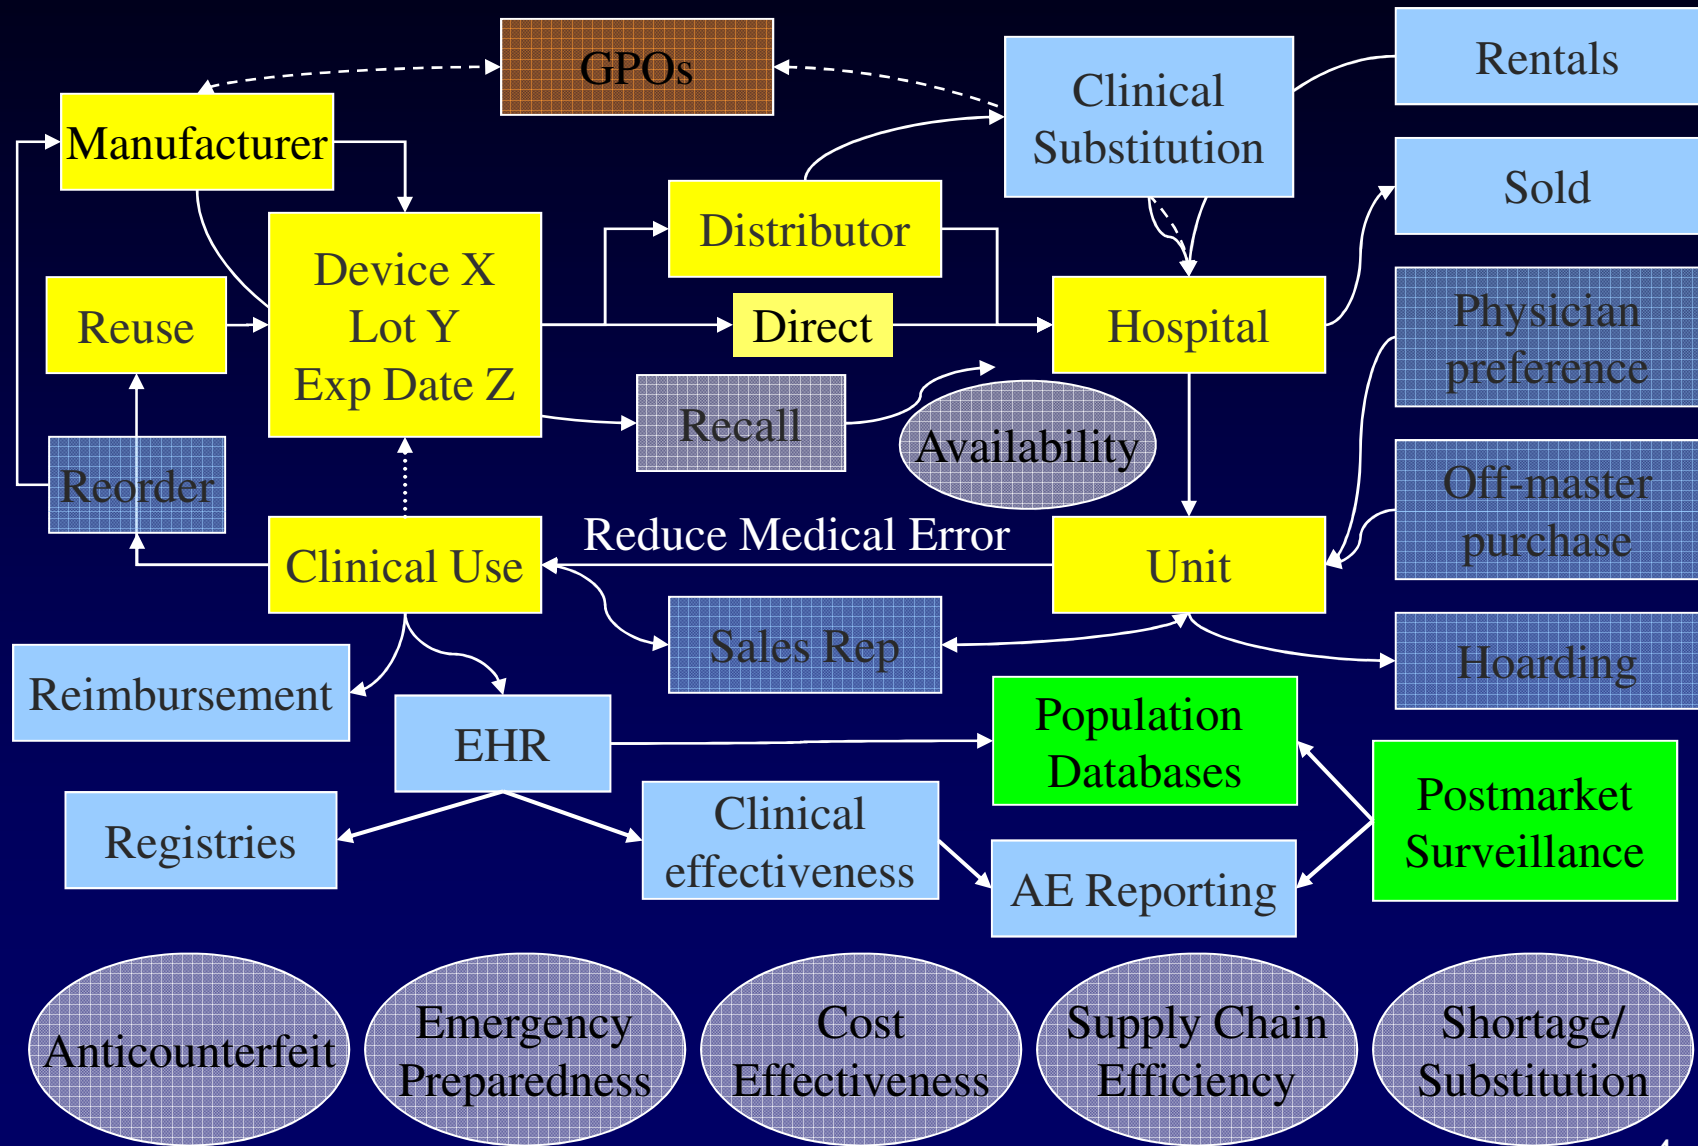 GPOs
Clinical
Substitution
Rentals
Manufacturer
Sold
Distributor
Device X
Lot Y
Exp Date Z
Reuse
Direct
Hospital
Physician
preference
Recall
Availability
Reorder
Off-master
purchase
Reduce Medical Error
Clinical Use
Unit
Sales Rep
Hoarding
Reimbursement
EHR
Population
Databases
Postmarket
Surveillance
Registries
Clinical
effectiveness
AE Reporting
Anticounterfeit
Emergency
Preparedness
Cost
Effectiveness
Supply Chain
Efficiency
Shortage/
Substitution